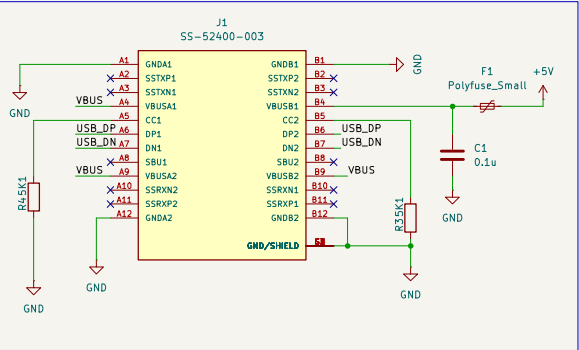 J1
SS-52400-003
A1 GNDA1 GNDB1 B1
A2 SSTXP1 SSTXP2 B2
A3 SSTXN1 SSTXN2 B3
VBUS A4 VBUSA1 VBUSB1 B4
A5 CC1 CC2 B5
USB_DP A6 DP1 DP2 B6 USB_DP
USB_DN A7 DN1 DN2 B7 USB_DN
A8 SBU1 SBU2 B8
VBUS A9 VBUSA2 VBUSB2 B9 VBUS
A10 SSRXN2 SSRXN1 B10
A11 SSRXP2 SSRXP1 B11
A12 GNDA2 GNDB2 B12
GND/SHIELD
GND
GND
F1
Polyfuse_Small
+5V
C1
0.1u
GND
R45K1
R35K1
GND
GND
GND